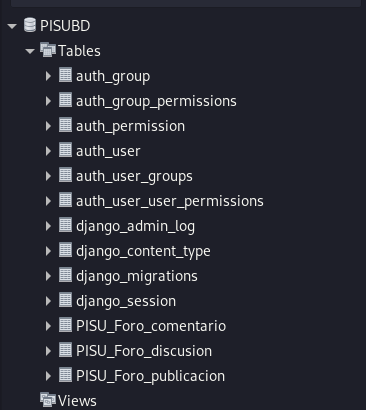 PISUBD
Tables
auth_group
auth_group_permissions
auth_permission
auth_user
auth_user_groups
auth_user_user_permissions
django_admin_log
django_content_type
django_migrations
django_session
PISU_Foro_comentario
PISU_Foro_discusion
PISU_Foro_publicacion
Views